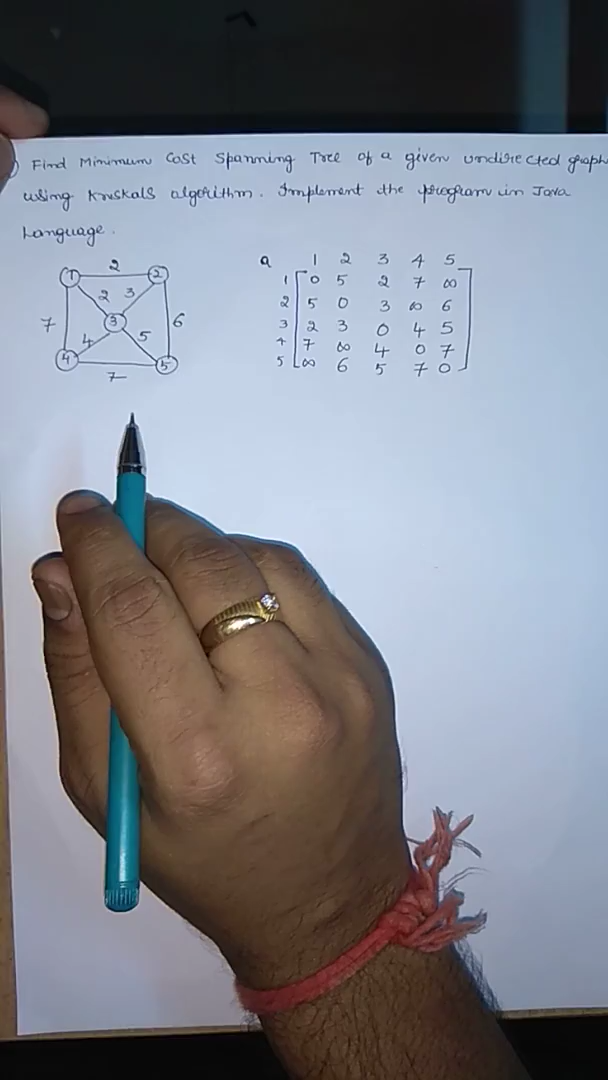 Find Minimum Cost Spanning Tree of a given undirected graph
using Kruskals algorithm. Implement the program in Java
Language.
a 1 2 3 4 5
1 0 5 2 7 ∞
2 5 0 3 ∞ 6
3 2 3 0 4 5
4 7 ∞ 4 0 7
5 ∞ 6 5 7 0
2
1 2
2 3
7 3 6
4 5
4 5
7